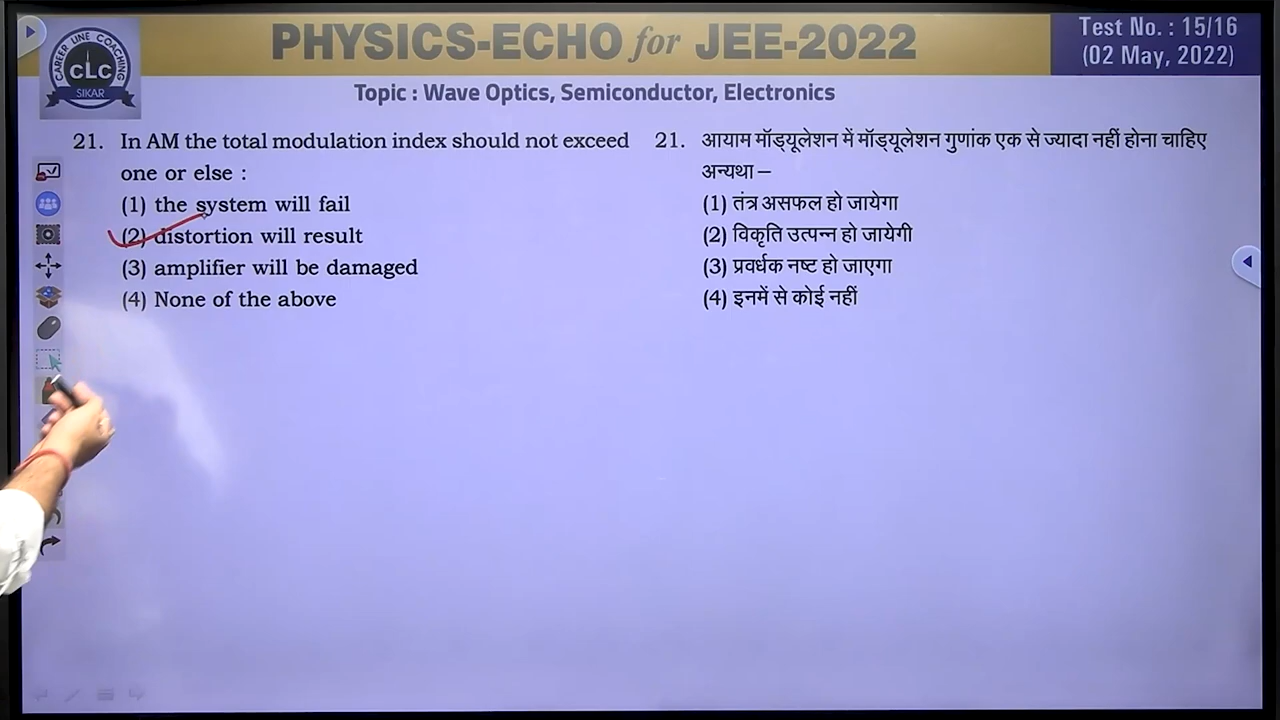 PHYSICS-ECHO for JEE-2022
Test No. : 15/16
(02 May, 2022)
CAREER LINE COACHING
CLC
SIKAR
Topic : Wave Optics, Semiconductor, Electronics
21. In AM the total modulation index should not exceed
one or else :
(1) the system will fail
(2) distortion will result
(3) amplifier will be damaged
(4) None of the above
21. आयाम मॉड्यूलेशन में मॉड्यूलेशन गुणांक एक से ज्यादा नहीं होना चाहिए
अन्यथा –
(1) तंत्र असफल हो जायेगा
(2) विकृति उत्पन्न हो जायेगी
(3) प्रवर्धक नष्ट हो जाएगा
(4) इनमें से कोई नहीं